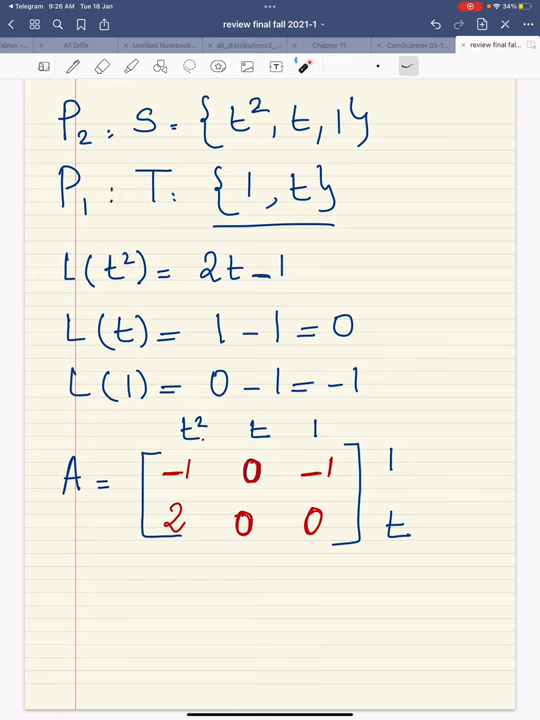 Telegram 9:26 AM Tue 18 Jan 100%
review final fall 2021-1
Ali Diffe
Untitled Notebook...
all_distributions3_...
Chapter 11
CamScanner 01-1...
review final fal...
P₂ : S = {t², t, 1}
P₁ : T : {1, t}
L(t²) = 2t - 1
L(t) = 1 - 1 = 0
L(1) = 0 - 1 = -1
t² t 1
A = [ -1 0 -1 ] 1
2 0 0 t